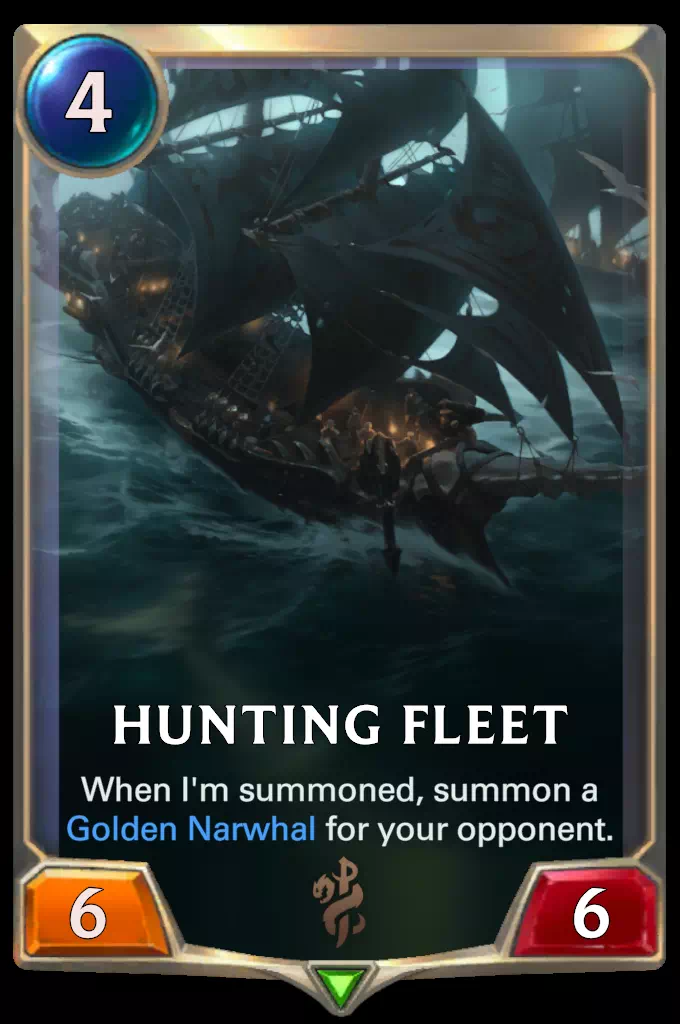 4
HUNTING FLEET
When I'm summoned, summon a
Golden Narwhal for your opponent.
6
6